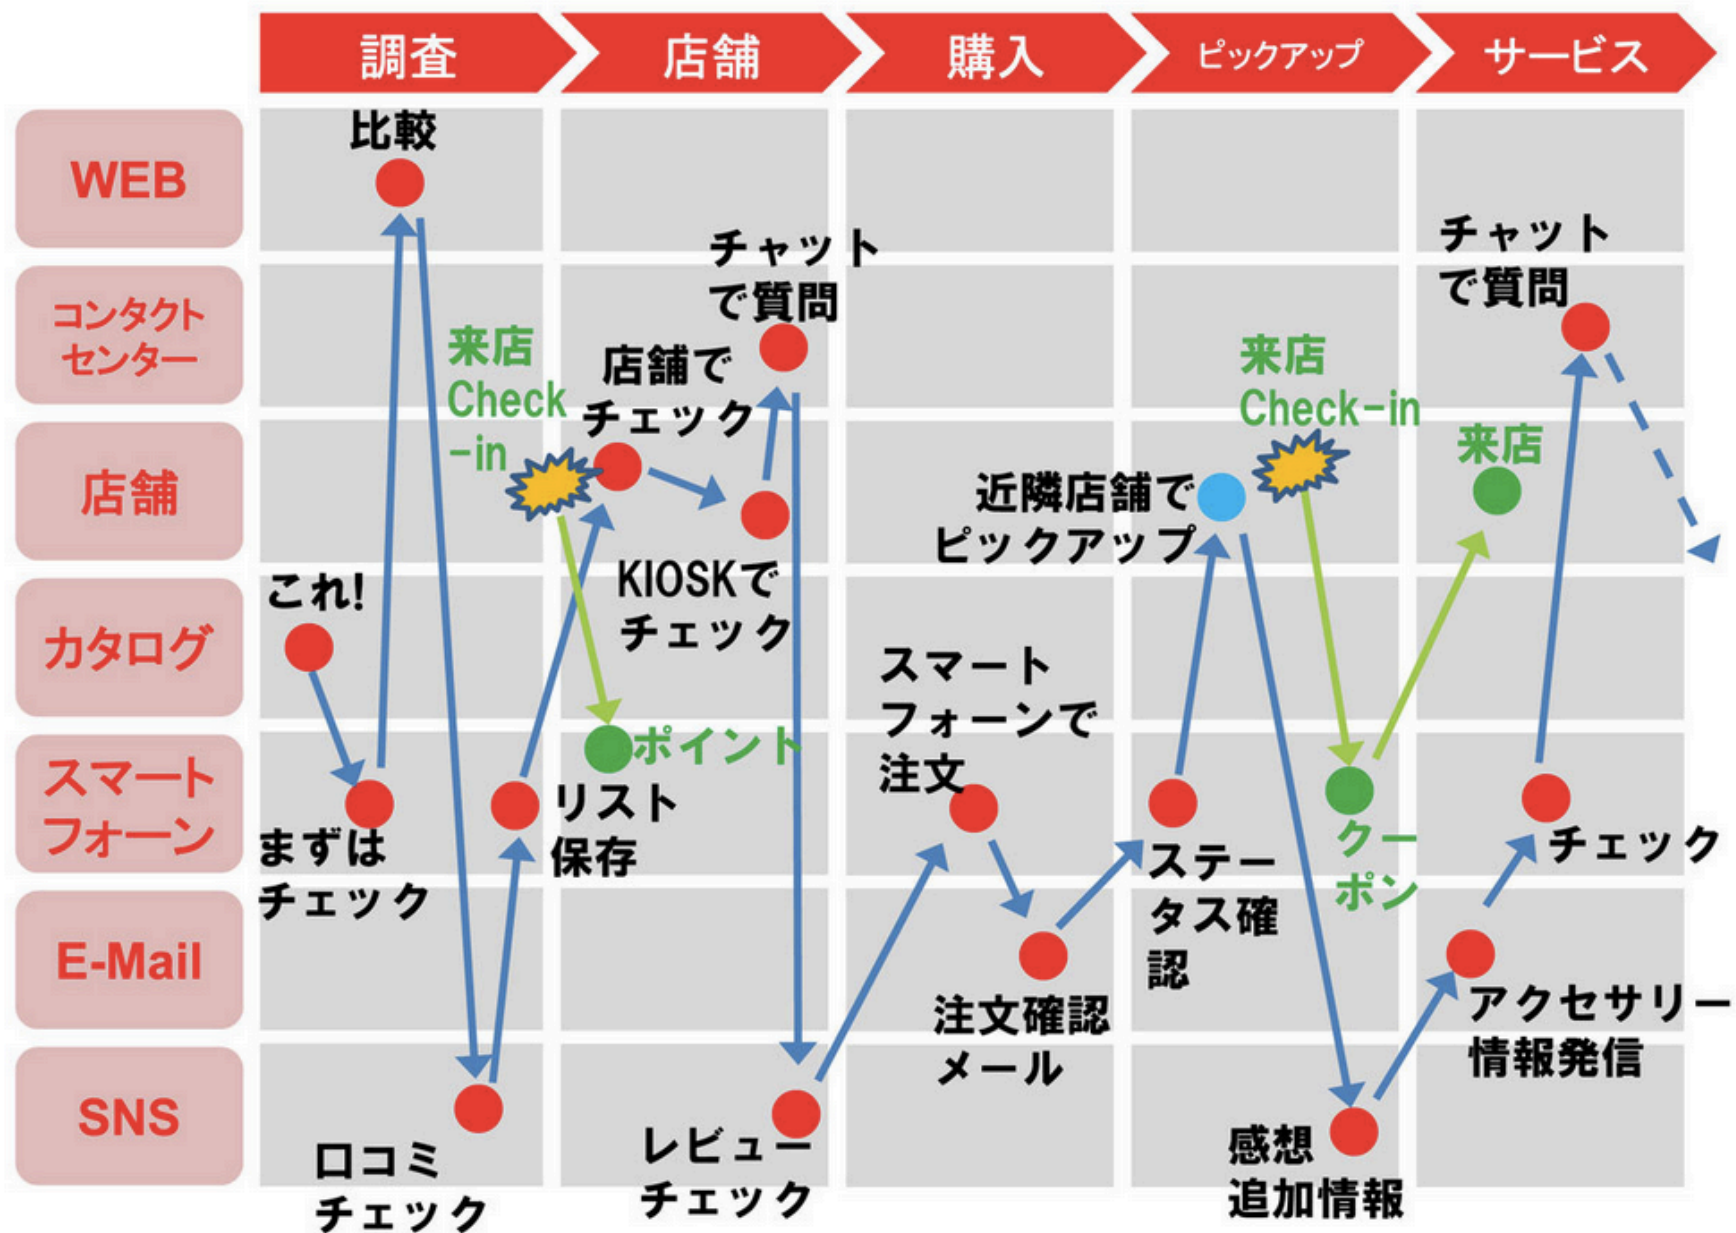 調査
店舗
購入
ピックアップ
サービス
WEB
比較
コンタクト
センター
来店
Check
-in
店舗で
チェック
チャット
で質問
来店
Check-in
チャット
で質問
店舗
KIOSKで
チェック
近隣店舗で
ピックアップ
来店
カタログ
これ!
スマート
フォーン
まずは
チェック
リスト
保存
ポイント
スマート
フォーンで
注文
ステー
タス確
認
クー
ポン
チェック
E-Mail
注文確認
メール
アクセサリー
情報発信
SNS
口コミ
チェック
レビュー
チェック
感想
追加情報